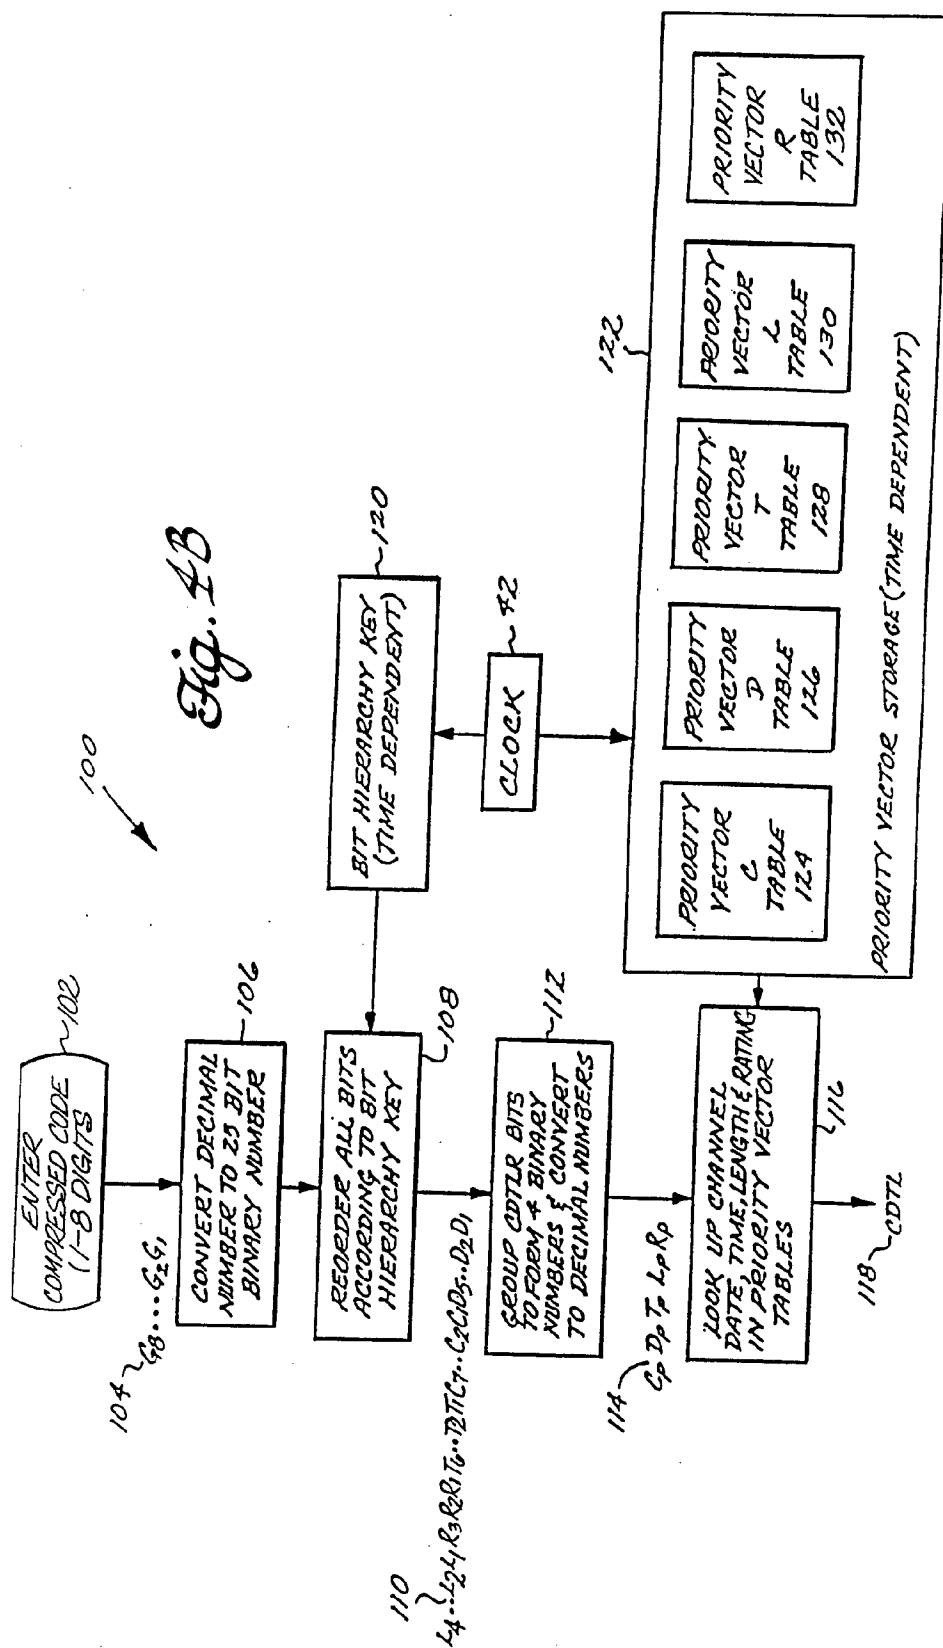 Fig. 4B
100
ENTER
COMPRESSED CODE
(1-8 DIGITS
102
104
G8...G2G1
CONVERT DECIMAL
NUMBER TO 25 BIT
BINARY NUMBER
106
REORDER ALL BITS
ACCORDING TO BIT
HIERARCHY KEY
108
BIT HIERARCHY KEY
(TIME DEPENDENT)
120
CLOCK
42
110
L4...L2L1R3R2R1T6...T2T1C7...C2C1D5...D2D1
GROUP CDTLR BITS
TO FORM 4 BINARY
NUMBERS & CONVERT
TO DECIMAL NUMBERS
112
114
Cp Dp Tp Lp Rp
LOOK UP CHANNEL
DATE, TIME, LENGTH & RATING
IN PRIORITY VECTOR
TABLES
116
118
CDTL
122
PRIORITY
VECTOR
C
TABLE
124
PRIORITY
VECTOR
D
TABLE
126
PRIORITY
VECTOR
T
TABLE
128
PRIORITY
VECTOR
L
TABLE
130
PRIORITY
VECTOR
R
TABLE
132
PRIORITY VECTOR STORAGE (TIME DEPENDENT)